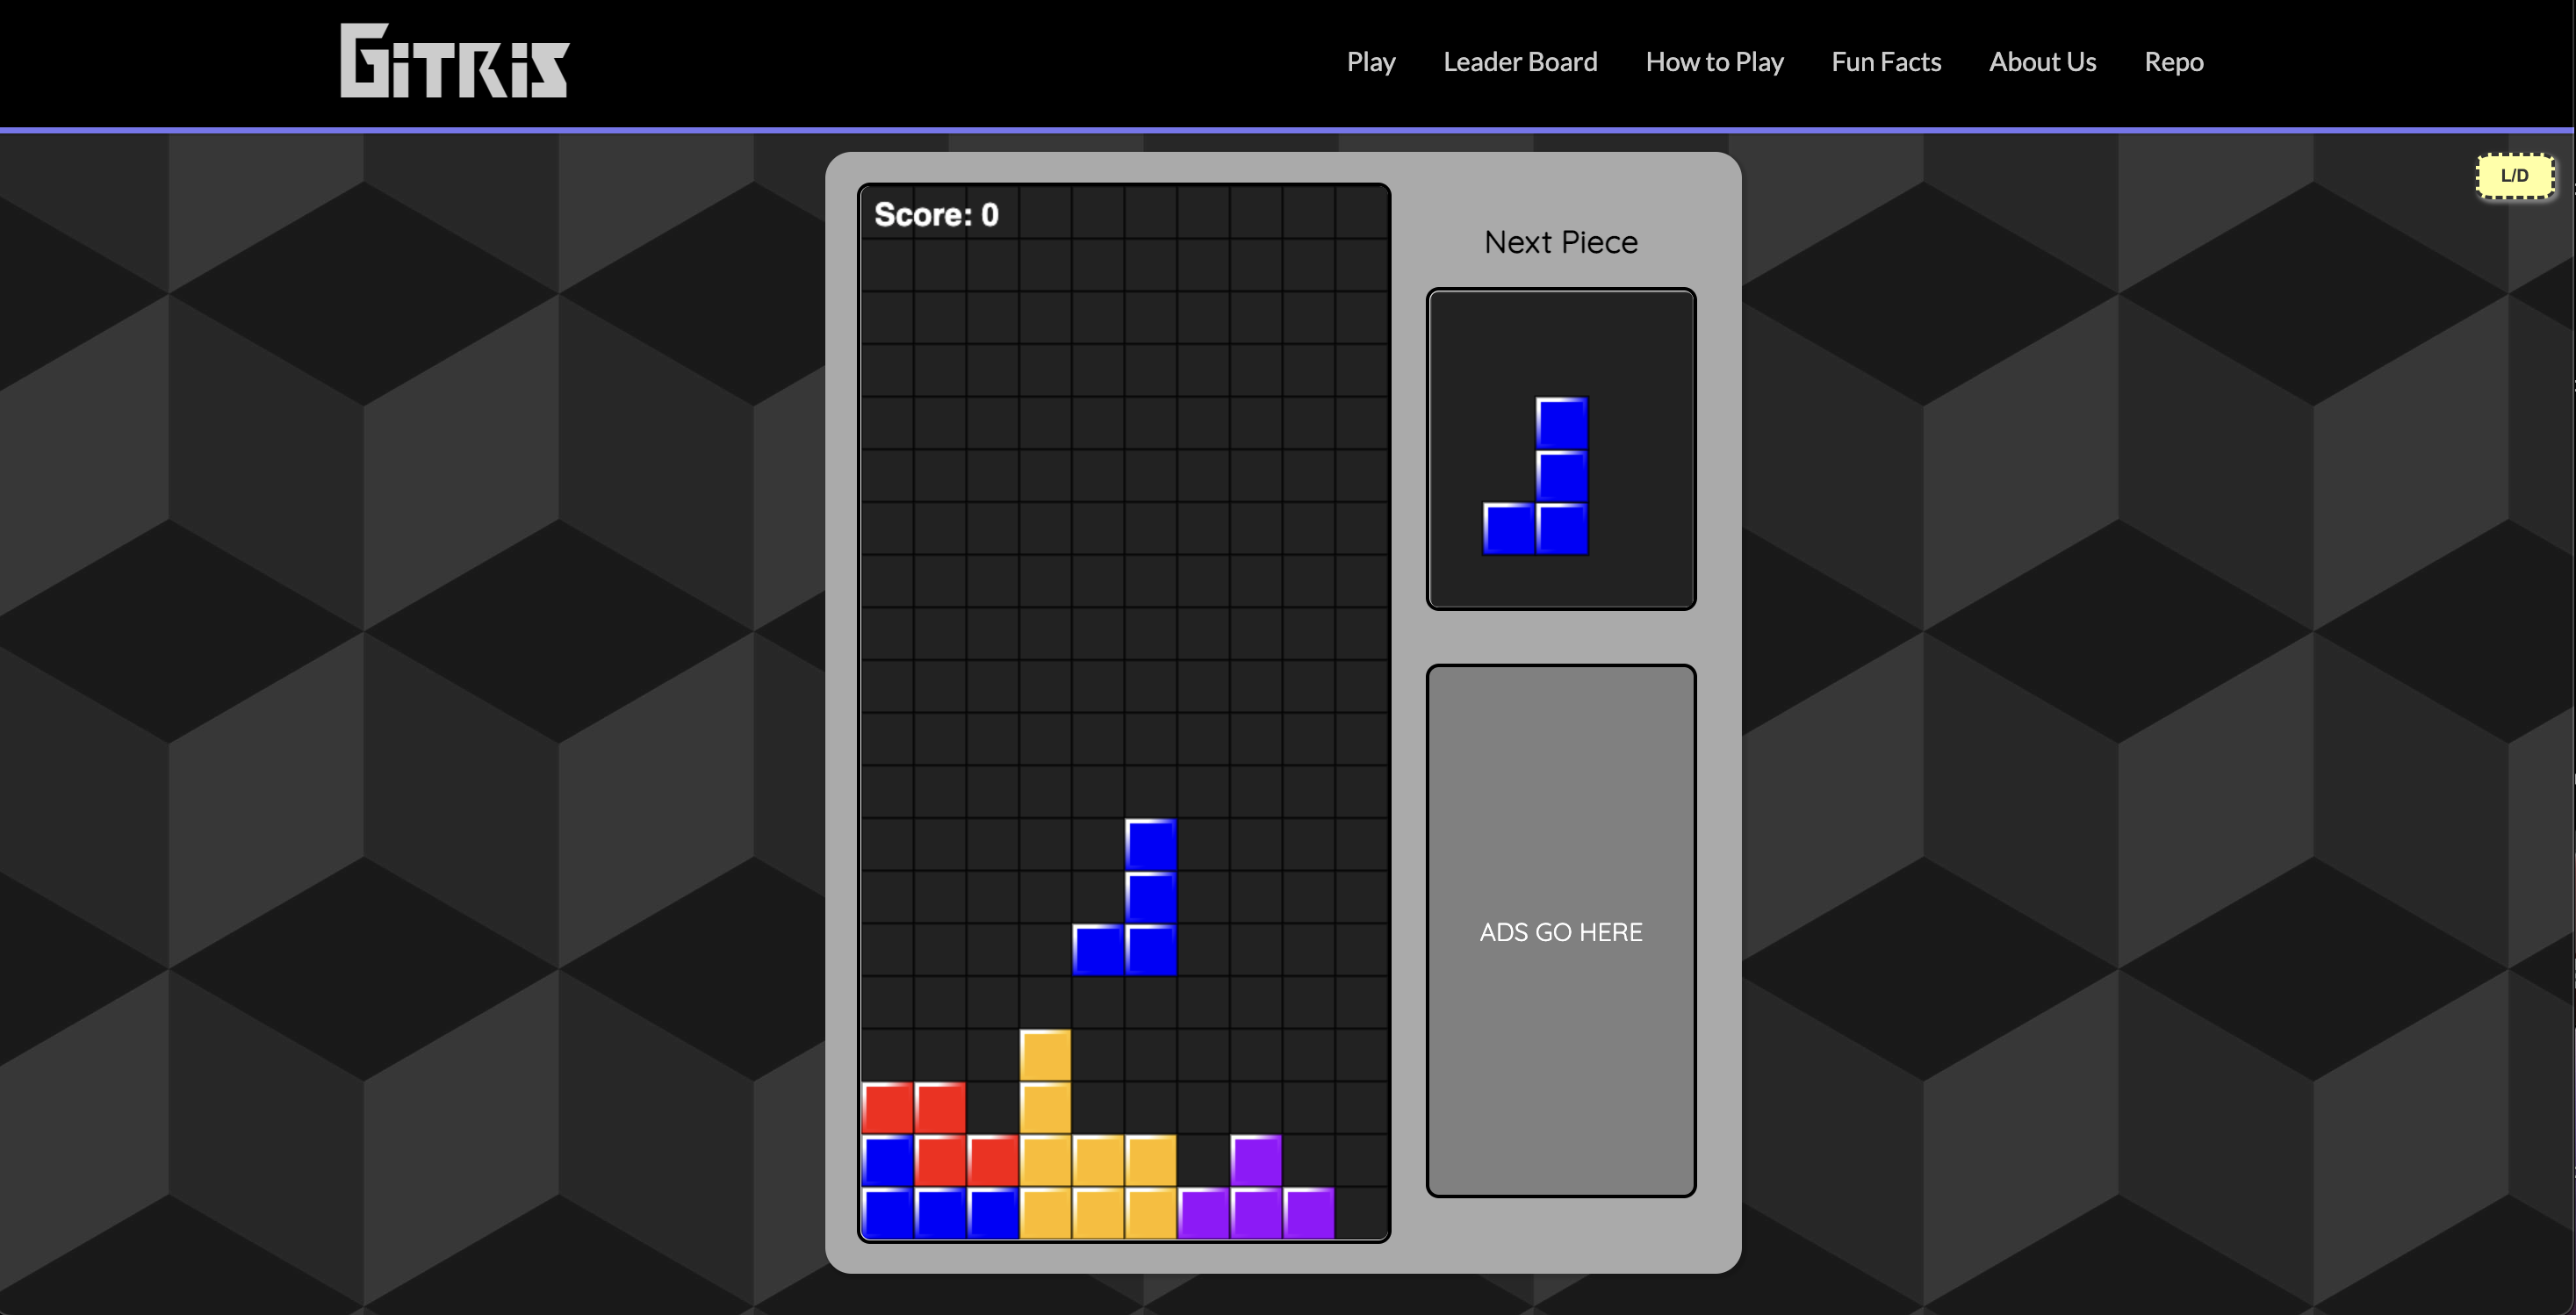 GiTRiS
Play Leader Board How to Play Fun Facts About Us Repo
L/D
Score: 0
Next Piece
ADS GO HERE